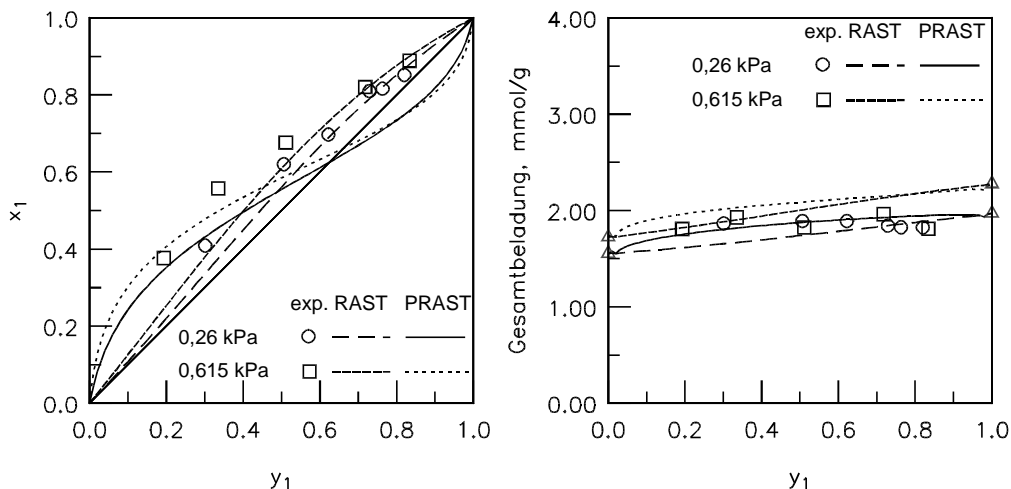 1.0
0.8
0.6
0.4
0.2
0.0
x1
0.0 0.2 0.4 0.6 0.8 1.0
y1
exp. RAST PRAST
0,26 kPa
0,615 kPa
4.00
3.00
2.00
1.00
0.00
Gesamtbeladung, mmol/g
0.0 0.2 0.4 0.6 0.8 1.0
y1
exp. RAST PRAST
0,26 kPa
0,615 kPa